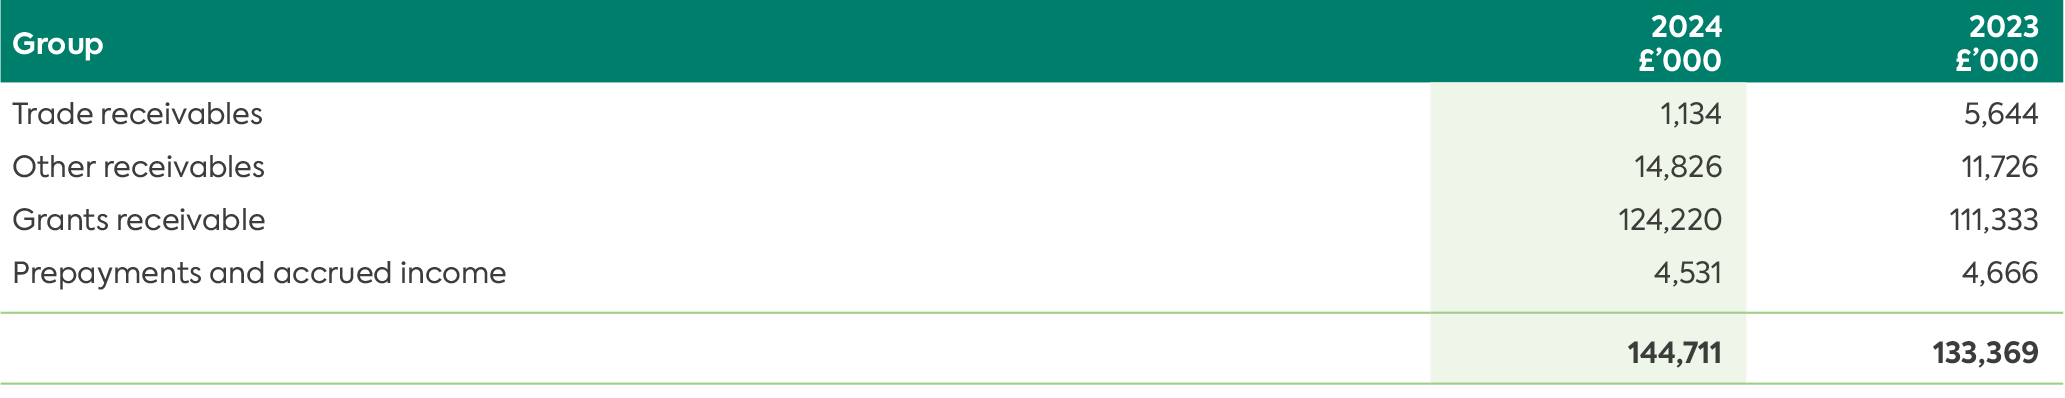 Group 2024 £’000 2023 £’000
Trade receivables 1,134 5,644
Other receivables 14,826 11,726
Grants receivable 124,220 111,333
Prepayments and accrued income 4,531 4,666
144,711 133,369